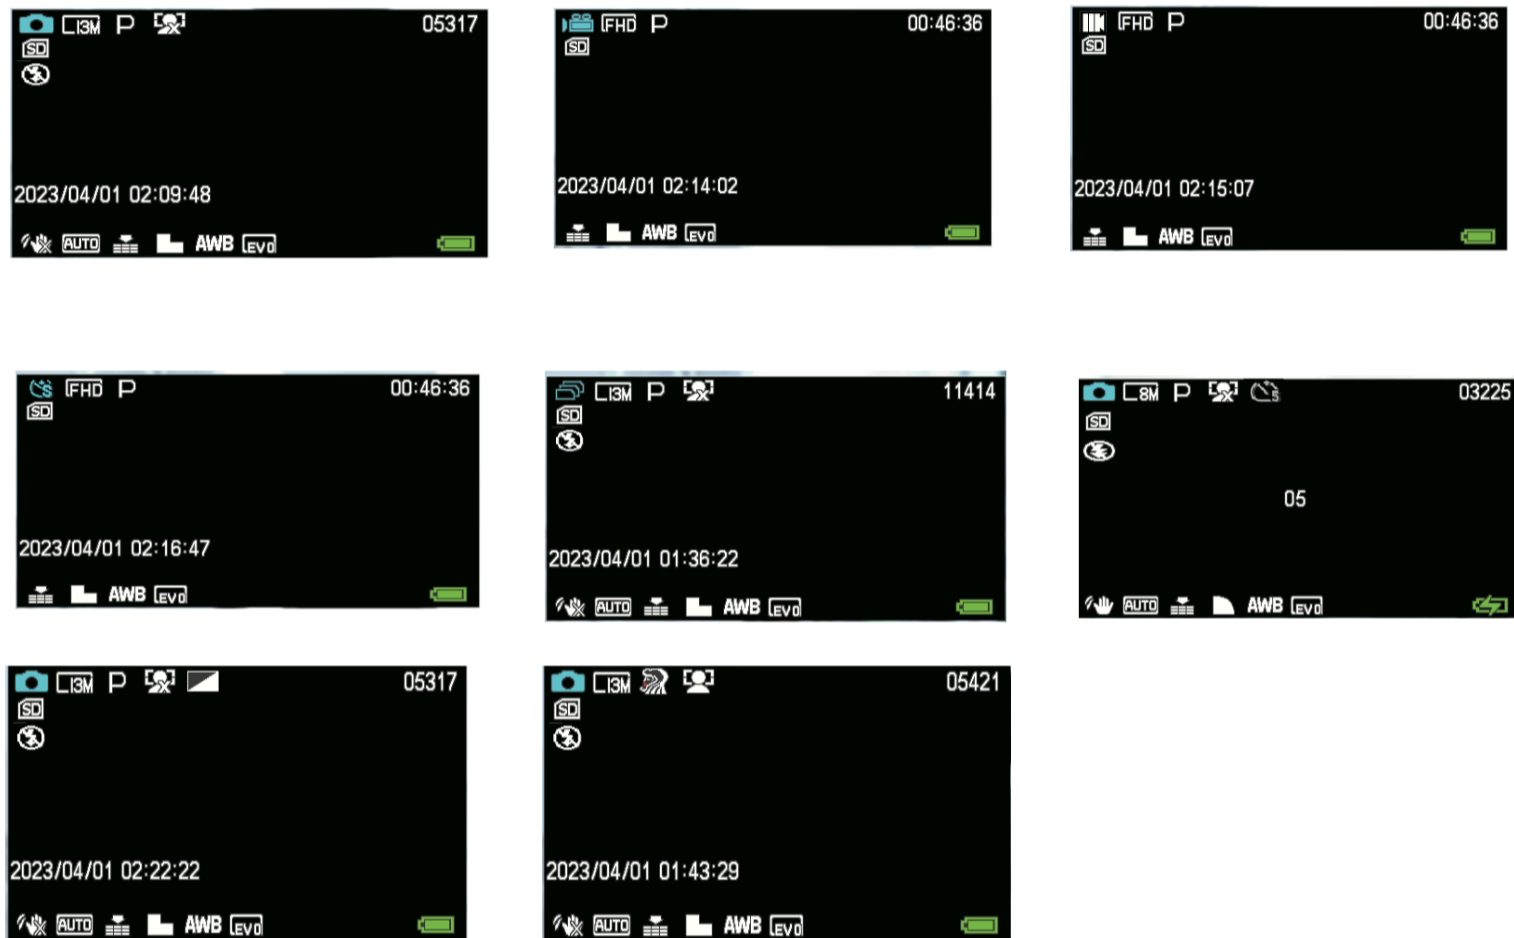 13M P 05317
SD
2023/04/01 02:09:48
AUTO AWB EV0
FHD P 00:46:36
SD
2023/04/01 02:14:02
AWB EV0
FHD P 00:46:36
SD
2023/04/01 02:15:07
AWB EV0
S FHD P 00:46:36
SD
2023/04/01 02:16:47
AWB EV0
13M P 11414
SD
2023/04/01 01:36:22
AUTO AWB EV0
8M P 5 03225
SD
05
AUTO AWB EV0
13M P 05317
SD
2023/04/01 02:22:22
AUTO AWB EV0
13M 05421
SD
2023/04/01 01:43:29
AUTO AWB EV0